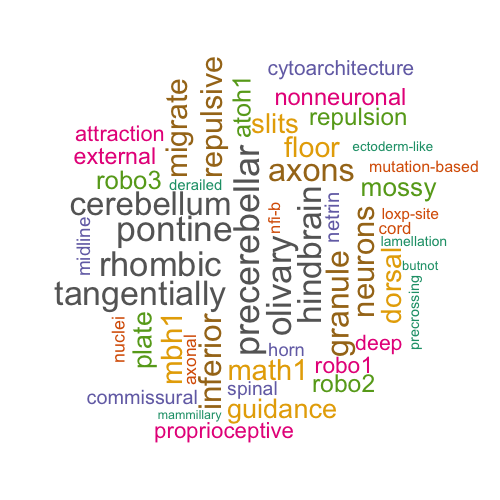 cytoarchitecture
nonneuronal
repulsive
migrate
atoh1
slits
repulsion
attraction
external
floor
ectoderm-like
axons
mutation-based
robo3
derailed
precerebellar
mossy
cerebellum
pontine
nfi-b
netrin
hindbrain
loxp-site
cord
lamellation
midline
rhombic
olivary
neurons
dorsal
butnot
tangentially
granule
precrossing
nuclei
plate
mbh1
axonal
inferior
horn
deep
math1
robo1
robo2
commissural
spinal
mammillary
guidance
proprioceptive